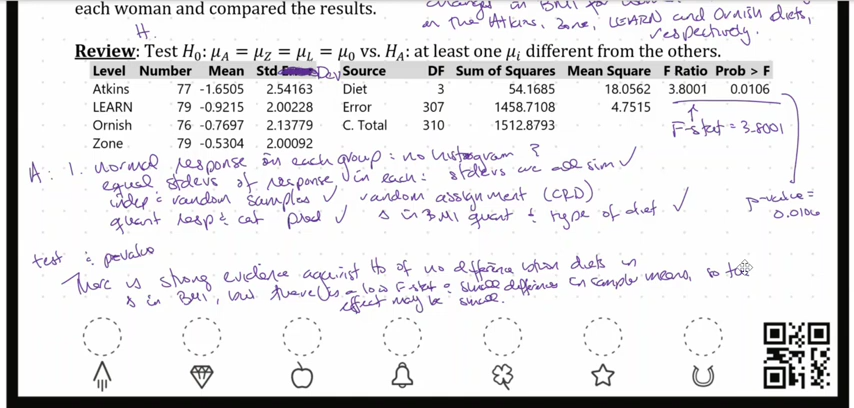 changes in BMI for
each woman and compared the results.
in the Atkins, Zone, LEARN and Ornish diets,
H.
respectively.
Review: Test H₀: μA = μZ = μL = μ0 vs. HA: at least one μi different from the others.
Level Number Mean Std Dev Source DF Sum of Squares Mean Square F Ratio Prob > F
Atkins 77 -1.6505 2.54163 Diet 3 54.1685 18.0562 3.8001 0.0106
LEARN 79 -0.9215 2.00228 Error 307 1458.7108 4.7515
Ornish 76 -0.7697 2.13779 C. Total 310 1512.8793
Zone 79 -0.5304 2.00092
F-stat = 3.8001
A: 1. normal response in each group: no histogram ?
equal stdevs of response in each: stdevs are all sim ✓
indep: random samples ✓ random assignment (CRD)
quant resp & cat pred ✓ Δ in BMI quant & type of diet ✓
p-value = 0.0106
test : pvalue
There is strong evidence against H₀ of no difference btwn diets in
Δ in BMI, but there is a low F-stat & small difference in sample means, so
effect may be small.